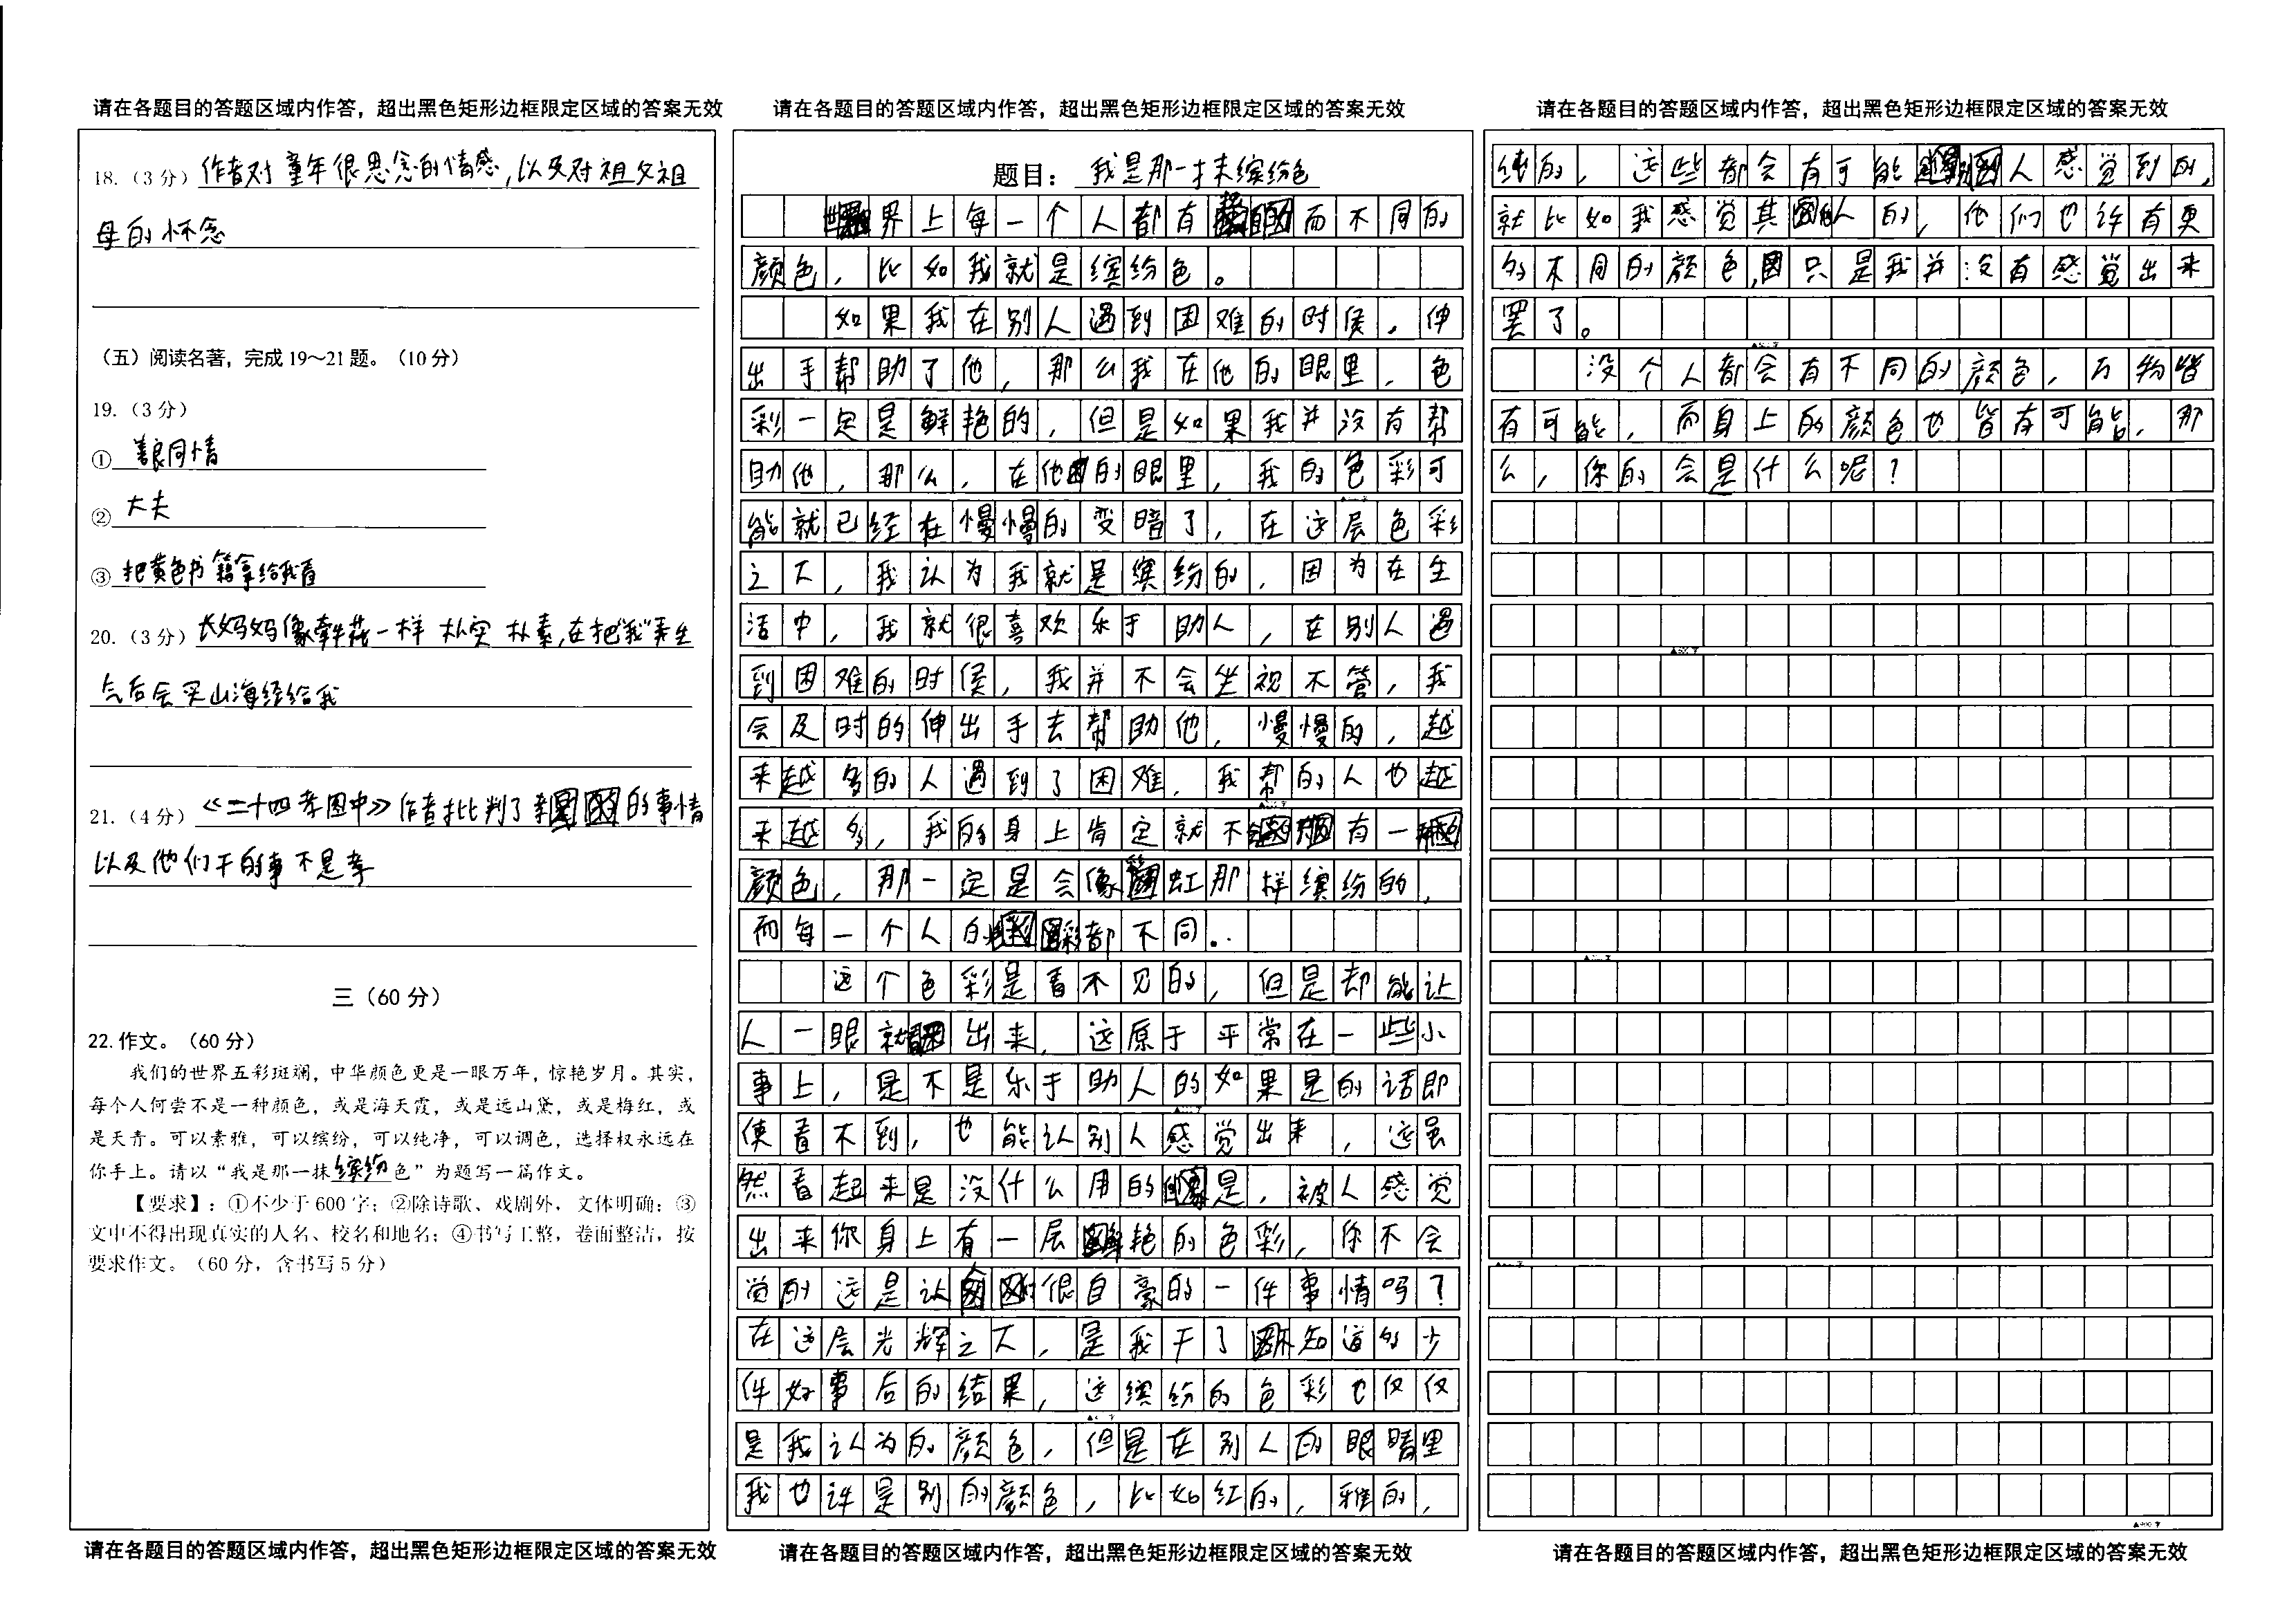 请在各题目的答题区域内作答，超出黑色矩形边框限定区域的答案无效
18.（3分）作者对童年很思念的情感，以及对祖父祖
母的怀念
（五）阅读名著，完成19～21题。（10分）
19.（3分）
① 善良同情
② 大夫
③ 把黄色书籍拿给我看
20.（3分）长妈妈像牵牛花一样 朴实 朴素，在把"我"弄生
气后会买山海经给我
21.（4分）《二十四孝图中》作者批判了 的事情
以及他们干的事不是孝
三（60分）
22.作文。（60分）
我们的世界五彩斑斓，中华颜色更是一眼万年，惊艳岁月。其实，
每个人何尝不是一种颜色，或是海天霞，或是远山黛，或是梅红，或
是天青。可以素雅，可以缤纷，可以纯净，可以调色，选择权永远在
你手上。请以“我是那一抹缤纷色”为题写一篇作文。
【要求】：①不少于600字；②除诗歌、戏剧外，文体明确；③
文中不得出现真实的人名、校名和地名；④书写工整，卷面整洁，按
要求作文。（60分，含书写5分）
请在各题目的答题区域内作答，超出黑色矩形边框限定区域的答案无效
请在各题目的答题区域内作答，超出黑色矩形边框限定区域的答案无效
题目：我是那一抹缤纷色
世界上每一个人都有 而不同的
颜色，比如我就是缤纷色。
如果我在别人遇到困难的时侯，伸
出手帮助了他，那么我在他的眼里，色
彩一定是鲜艳的，但是如果我并没有帮
助他，那么，在他的眼里，我的色彩可
能就已经在慢慢的变暗了，在这层色彩
之下，我认为我就是缤纷的，因为在生
活中，我就很喜欢乐于助人，在别人遇
到困难的时侯，我并不会坐视不管，我
会及时的伸出手去帮助他，慢慢的，越
来越多的人遇到了困难，我帮的人也越
来越多，我的身上肯定就不 有一种
颜色，那一定是会像 虹那样缤纷的，
而每一个人的 彩都不同。
这个色彩是看不见的，但是却能让
人一眼就看出来，这原于平常在一些小
事上，是不是乐于助人的如果是的话即
使看不到，也能让别人感觉出来，这虽
然看起来是没什么用的但是，被人感觉
出来你身上有一层鲜艳的色彩，你不会
觉的这是让 很自豪的一件事情吗？
在这层光辉之下，是我干了不知道多少
件好事后的结果，这缤纷的色彩也仅仅
是我认为的颜色，但是在别人的眼睛里
我也许是别的颜色，比如红的，雅的，
请在各题目的答题区域内作答，超出黑色矩形边框限定区域的答案无效
请在各题目的答题区域内作答，超出黑色矩形边框限定区域的答案无效
纯的，这些都会有可能 别人感觉到的，
就比如我感觉其他人的，他们也许有更
多不同的颜色，只是我并没有感觉出来
罢了。
没个人都会有不同的颜色，万物皆
有可能，而身上的颜色也皆有可能，那
么，你的会是什么呢？
请在各题目的答题区域内作答，超出黑色矩形边框限定区域的答案无效